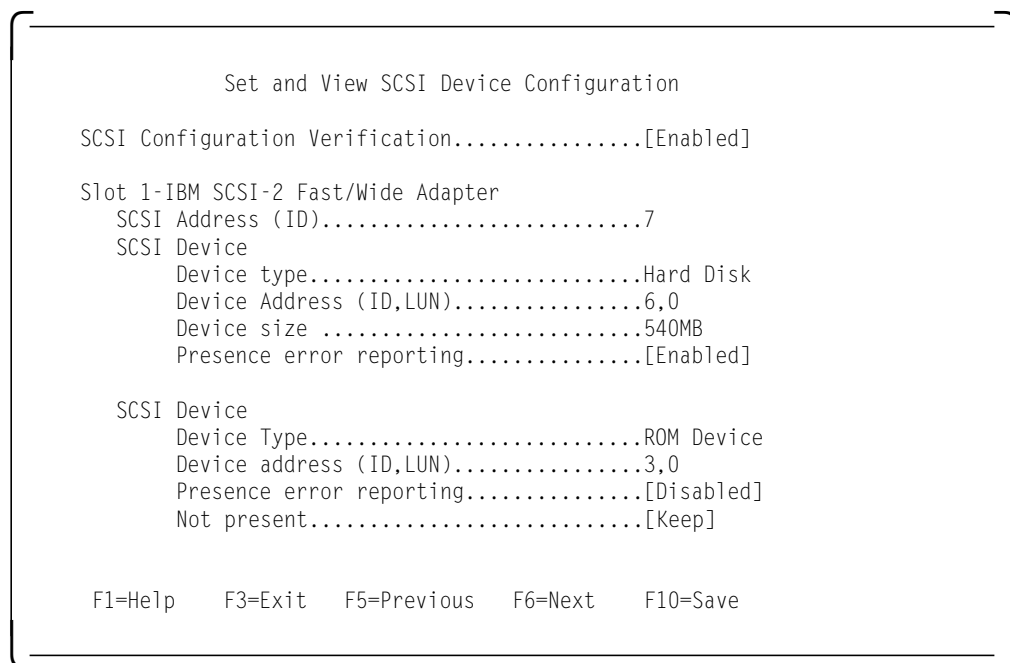 Set and View SCSI Device Configuration
SCSI Configuration Verification................[Enabled]
Slot 1-IBM SCSI-2 Fast/Wide Adapter
SCSI Address (ID)...........................7
SCSI Device
Device type............................Hard Disk
Device Address (ID,LUN)................6,0
Device size ...........................540MB
Presence error reporting...............[Enabled]
SCSI Device
Device Type............................ROM Device
Device address (ID,LUN)................3,0
Presence error reporting...............[Disabled]
Not present............................[Keep]
F1=Help F3=Exit F5=Previous F6=Next F10=Save